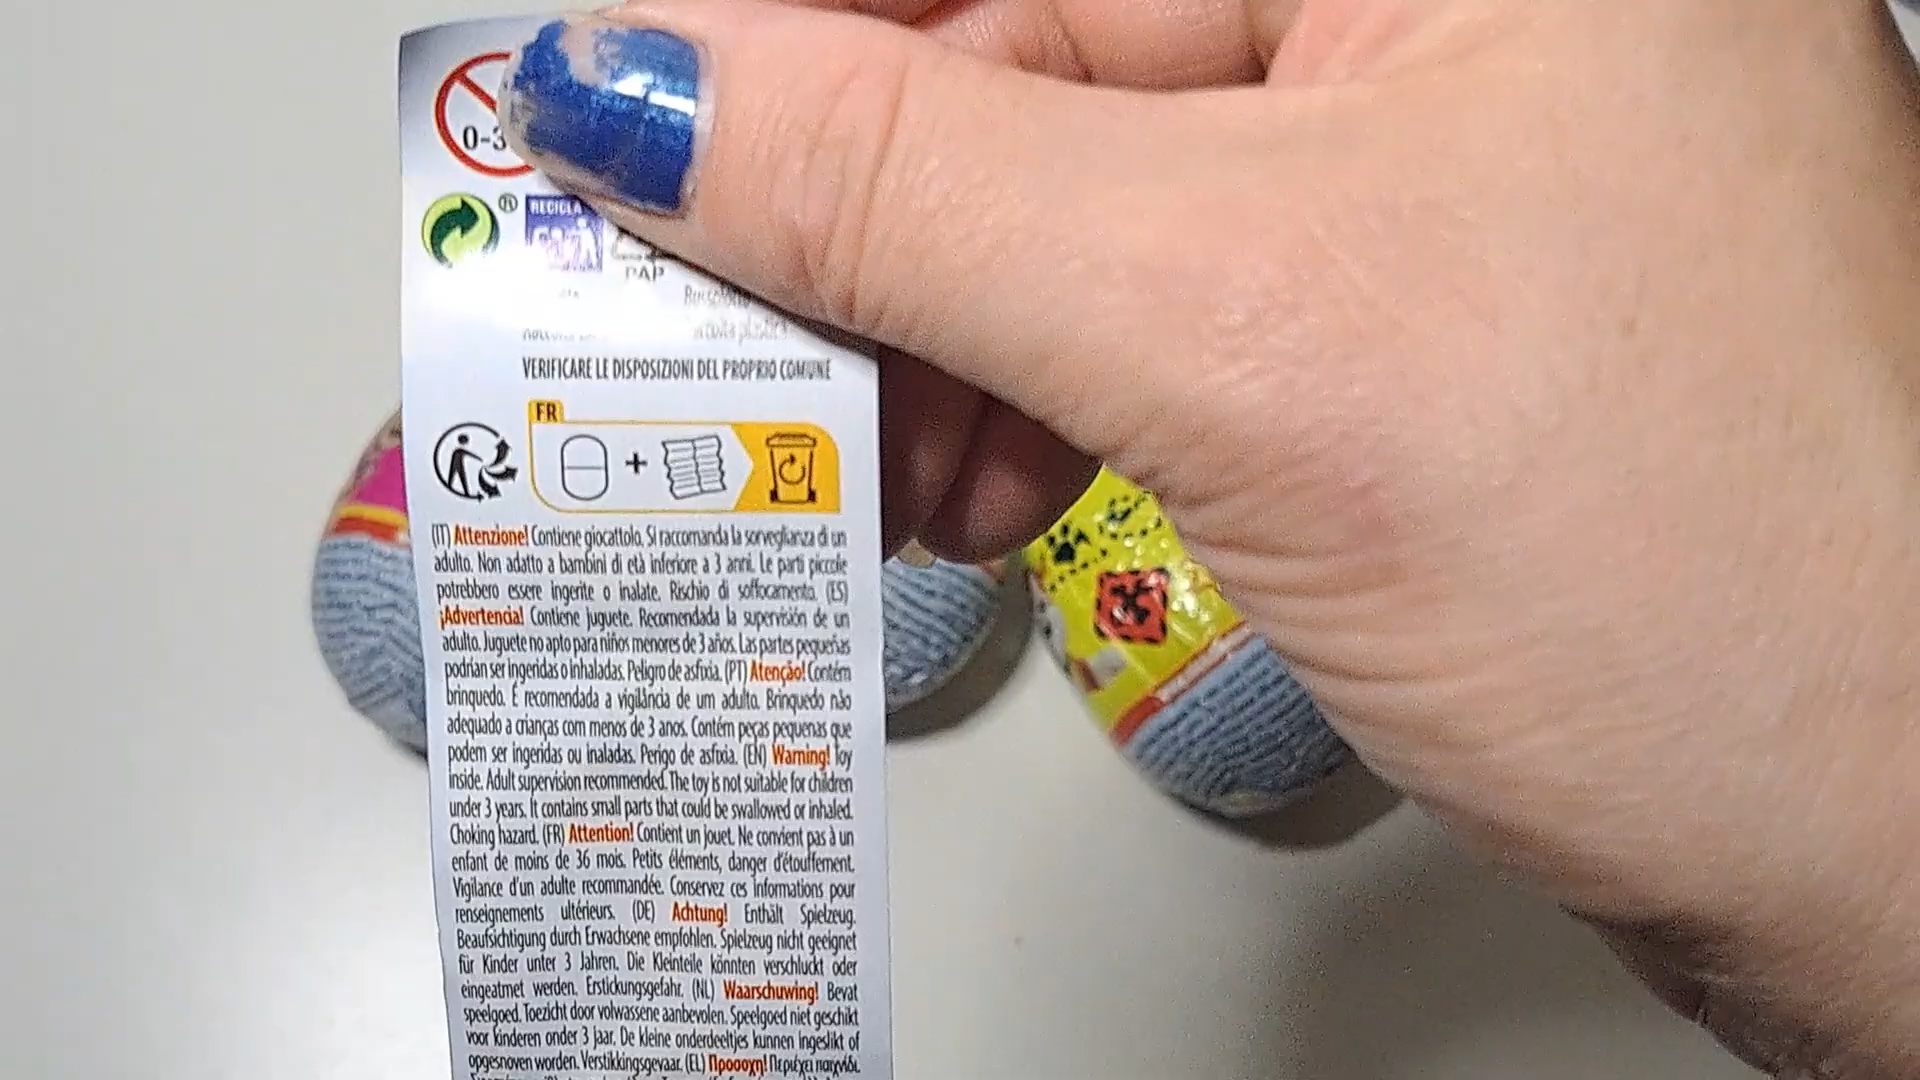 0-3
®
RECICLA
PAP
VERIFICARE LE DISPOSIZIONI DEL PROPRIO COMUNE
FR
+
(IT) Attenzione! Contiene giocattolo. Si raccomanda la sorveglianza di un
adulto. Non adatto a bambini di età inferiore a 3 anni. Le parti piccole
potrebbero essere ingerite o inalate. Rischio di soffocamento. (ES)
¡Advertencia! Contiene juguete. Recomendada la supervisión de un
adulto. Juguete no apto para niños menores de 3 años. Las partes pequeñas
podrían ser ingeridas o inhaladas. Peligro de asfixia. (PT) Atenção! Contém
brinquedo. É recomendada a vigilância de um adulto. Brinquedo não
adequado a crianças com menos de 3 anos. Contém peças pequenas que
podem ser ingeridas ou inaladas. Perigo de asfixia. (EN) Warning! Toy
inside. Adult supervision recommended. The toy is not suitable for children
under 3 years. It contains small parts that could be swallowed or inhaled.
Choking hazard. (FR) Attention! Contient un jouet. Ne convient pas à un
enfant de moins de 36 mois. Petits éléments, danger d'étouffement.
Vigilance d'un adulte recommandée. Conservez ces informations pour
renseignements ultérieurs. (DE) Achtung! Enthält Spielzeug.
Beaufsichtigung durch Erwachsene empfohlen. Spielzeug nicht geeignet
für Kinder unter 3 Jahren. Die Kleinteile könnten verschluckt oder
eingeatmet werden. Erstickungsgefahr. (NL) Waarschuwing! Bevat
speelgoed. Toezicht door volwassene aanbevolen. Speelgoed niet geschikt
voor kinderen onder 3 jaar. De kleine onderdeeltjes kunnen ingeslikt of
opgesnoven worden. Verstikkingsgevaar. (EL) Προσοχη! Περιέχει παιχνίδι.